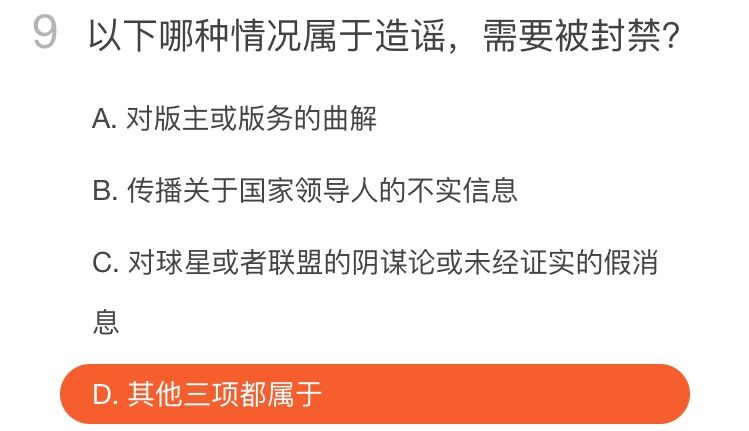 9 以下哪种情况属于造谣，需要被封禁？
A. 对版主或版务的曲解
B. 传播关于国家领导人的不实信息
C. 对球星或者联盟的阴谋论或未经证实的假消
息
D. 其他三项都属于